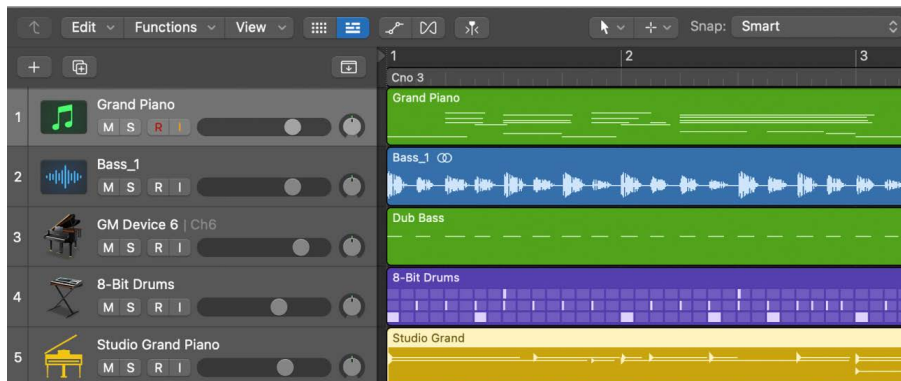 Edit Functions View Snap: Smart
1 2 3
Cno 3
1 Grand Piano
M S R I
Grand Piano
2 Bass_1
M S R I
Bass_1
3 GM Device 6 | Ch6
M S R I
Dub Bass
4 8-Bit Drums
M S R I
8-Bit Drums
5 Studio Grand Piano
M S R I
Studio Grand